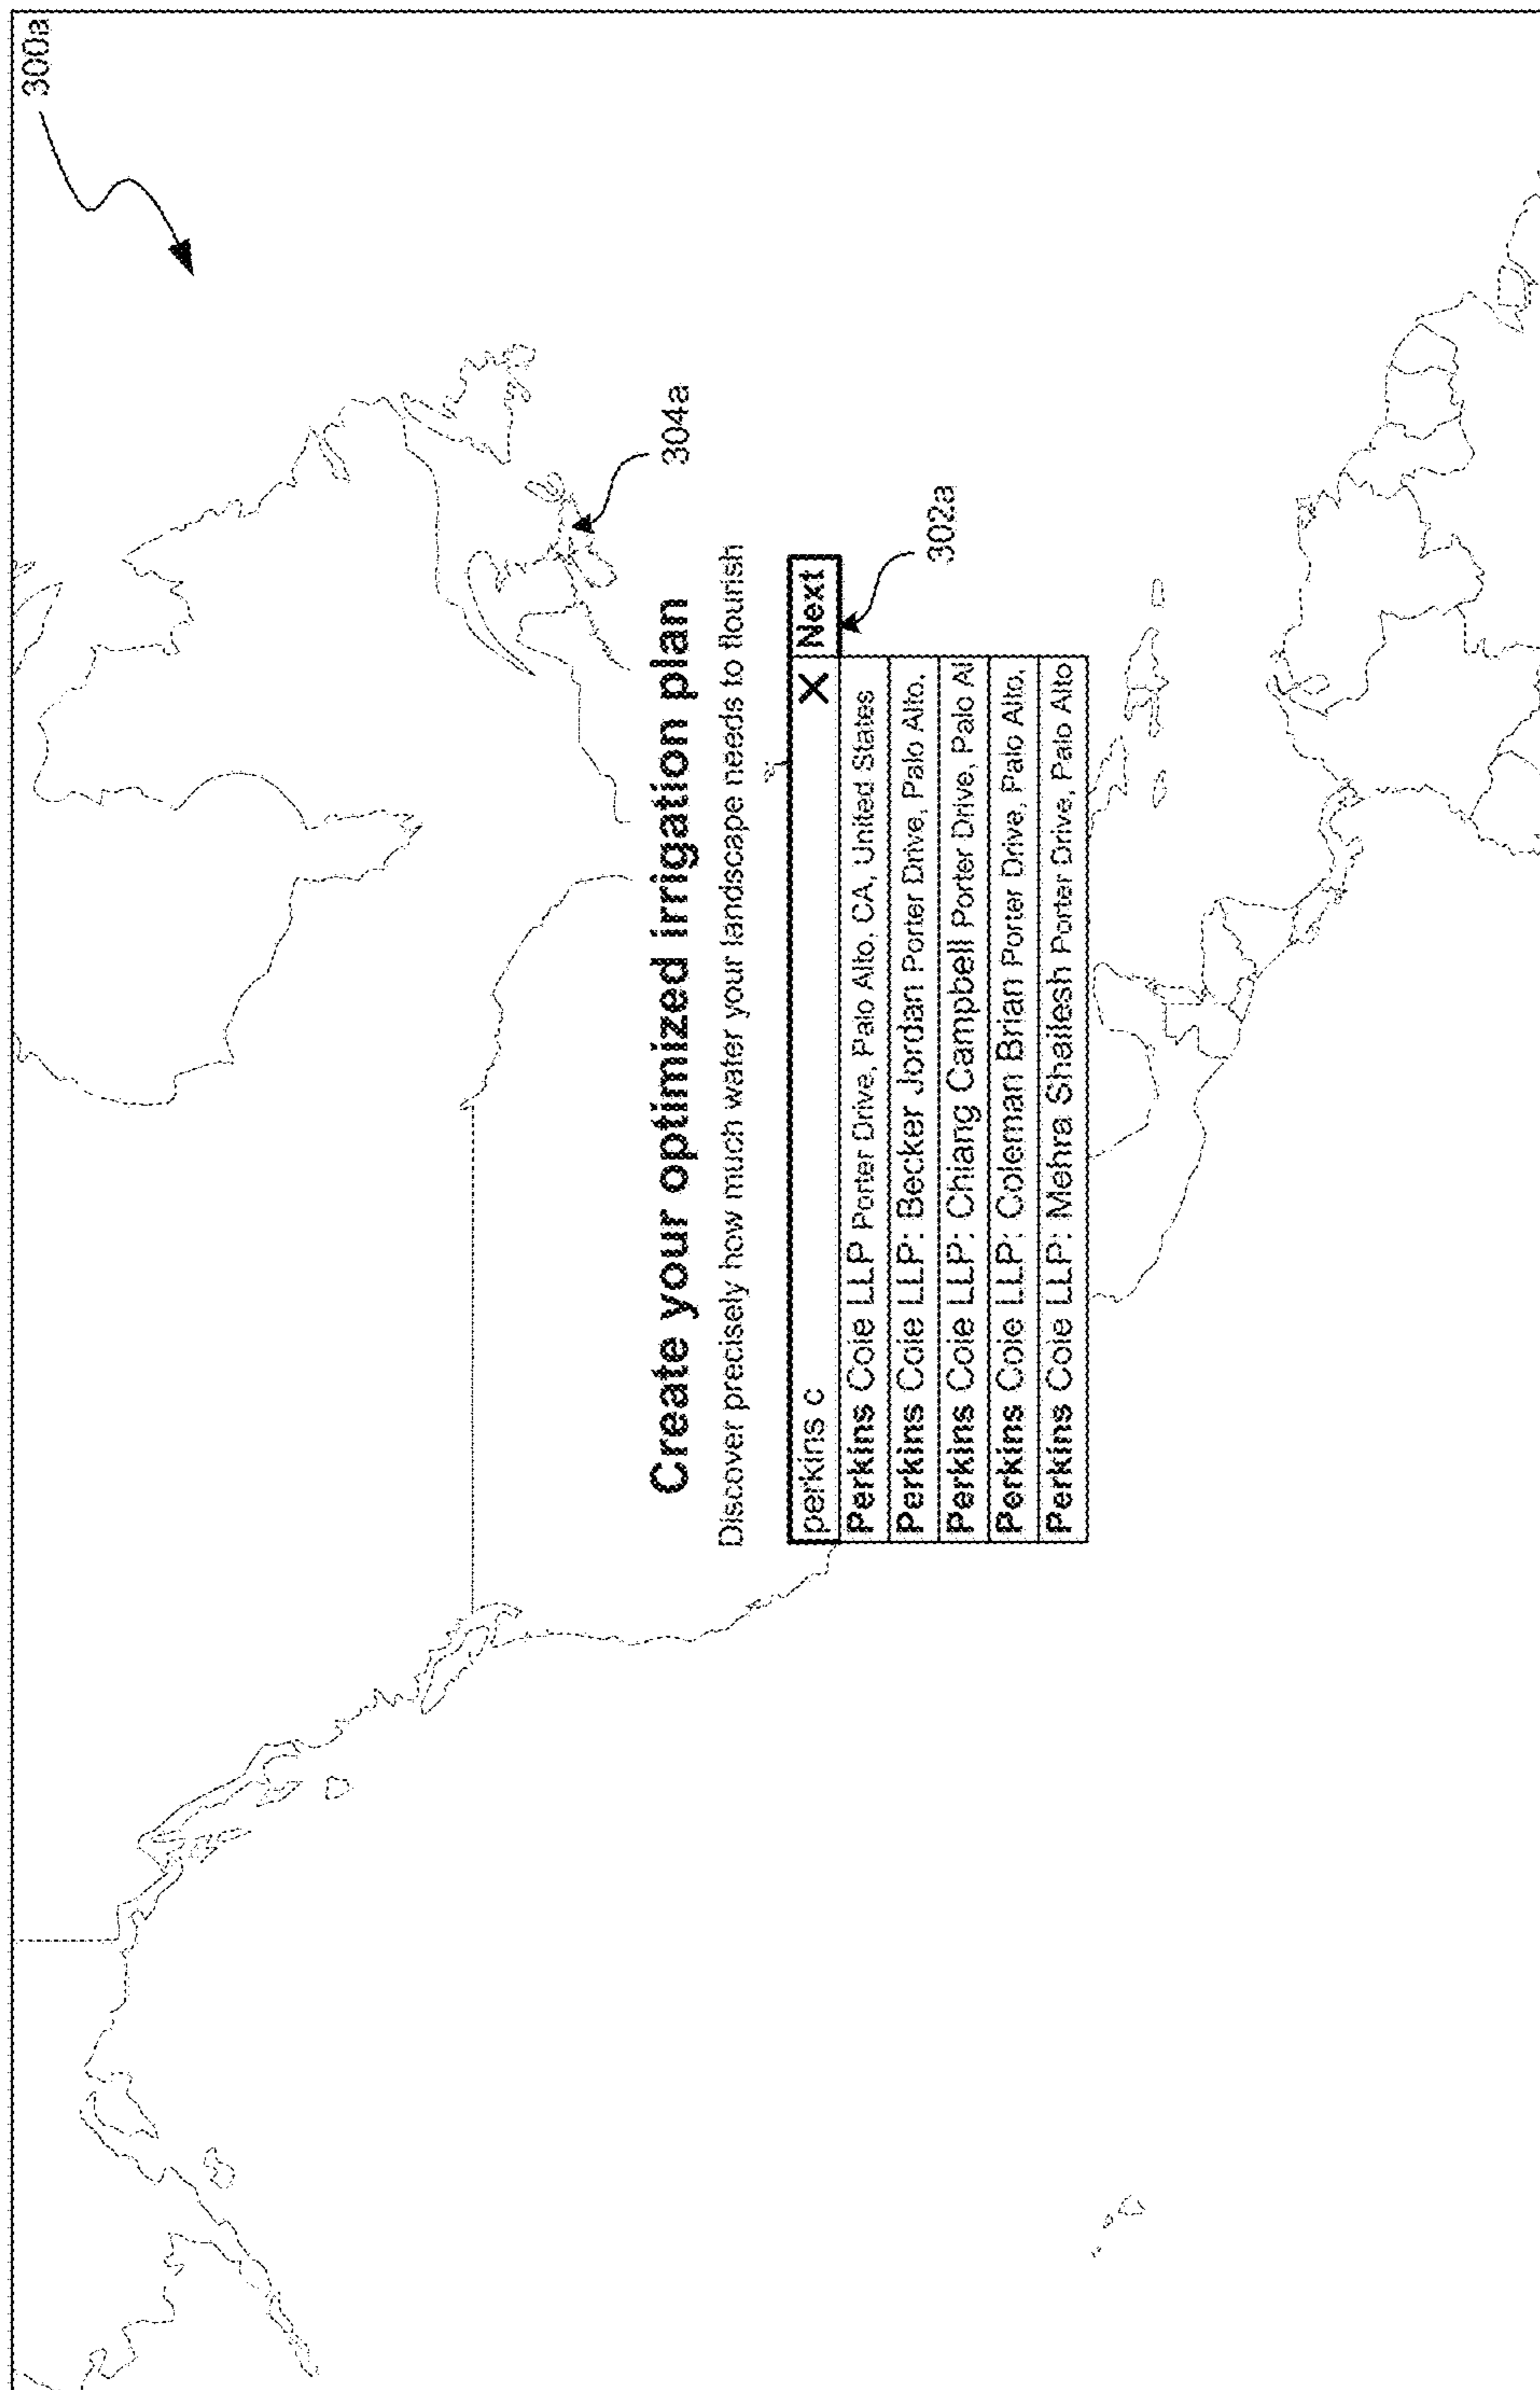 300a
304a
Create your optimized irrigation plan
Discover precisely how much water your landscape needs to flourish
perkins c X Next
302a
Perkins Coie LLP Porter Drive, Palo Alto, CA, United States
Perkins Coie LLP: Becker Jordan Porter Drive, Palo Alto,
Perkins Coie LLP: Chiang Campbell Porter Drive, Palo Al
Perkins Coie LLP: Coleman Brian Porter Drive, Palo Alto,
Perkins Coie LLP: Mehra Shailesh Porter Drive, Palo Alto